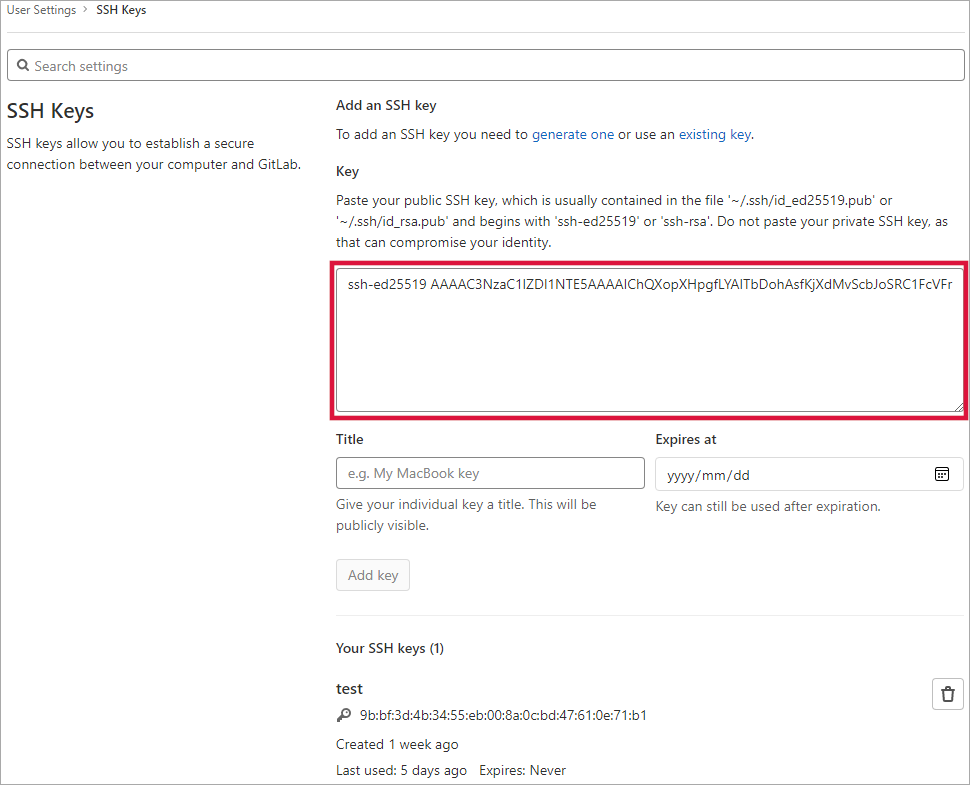 User Settings > SSH Keys
Search settings
SSH Keys
SSH keys allow you to establish a secure
connection between your computer and GitLab.
Add an SSH key
To add an SSH key you need to generate one or use an existing key.
Key
Paste your public SSH key, which is usually contained in the file '~/.ssh/id_ed25519.pub' or
'~/.ssh/id_rsa.pub' and begins with 'ssh-ed25519' or 'ssh-rsa'. Do not paste your private SSH key, as
that can compromise your identity.
ssh-ed25519 AAAAC3NzaC1lZDI1NTE5AAAAIChQXopXHpgfLYAITbDohAsfKjXdMvScbJoSRC1FcVFr
Title
Expires at
e.g. My MacBook key
yyyy/mm/dd
Give your individual key a title. This will be
publicly visible.
Key can still be used after expiration.
Add key
Your SSH keys (1)
test
9b:bf:3d:4b:34:55:eb:00:8a:0c:bd:47:61:0e:71:b1
Created 1 week ago
Last used: 5 days ago Expires: Never